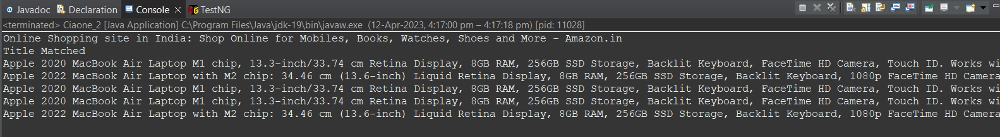 Javadoc Declaration Console TestNG
<terminated> Ciaone_2 [Java Application] C:\Program Files\Java\jdk-19\bin\javaw.exe (12-Apr-2023, 4:17:00 pm – 4:17:18 pm) [pid: 11028]
Online Shopping site in India: Shop Online for Mobiles, Books, Watches, Shoes and More - Amazon.in
Title Matched
Apple 2020 MacBook Air Laptop M1 chip, 13.3-inch/33.74 cm Retina Display, 8GB RAM, 256GB SSD Storage, Backlit Keyboard, FaceTime HD Camera, Touch ID. Works wi
Apple 2022 MacBook Air Laptop with M2 chip: 34.46 cm (13.6-inch) Liquid Retina Display, 8GB RAM, 256GB SSD Storage, Backlit Keyboard, 1080p FaceTime HD Camera
Apple 2020 MacBook Air Laptop M1 chip, 13.3-inch/33.74 cm Retina Display, 8GB RAM, 256GB SSD Storage, Backlit Keyboard, FaceTime HD Camera, Touch ID. Works wi
Apple 2020 MacBook Air Laptop M1 chip, 13.3-inch/33.74 cm Retina Display, 8GB RAM, 256GB SSD Storage, Backlit Keyboard, FaceTime HD Camera, Touch ID. Works wi
Apple 2022 MacBook Air Laptop with M2 chip: 34.46 cm (13.6-inch) Liquid Retina Display, 8GB RAM, 256GB SSD Storage, Backlit Keyboard, 1080p FaceTime HD Camera